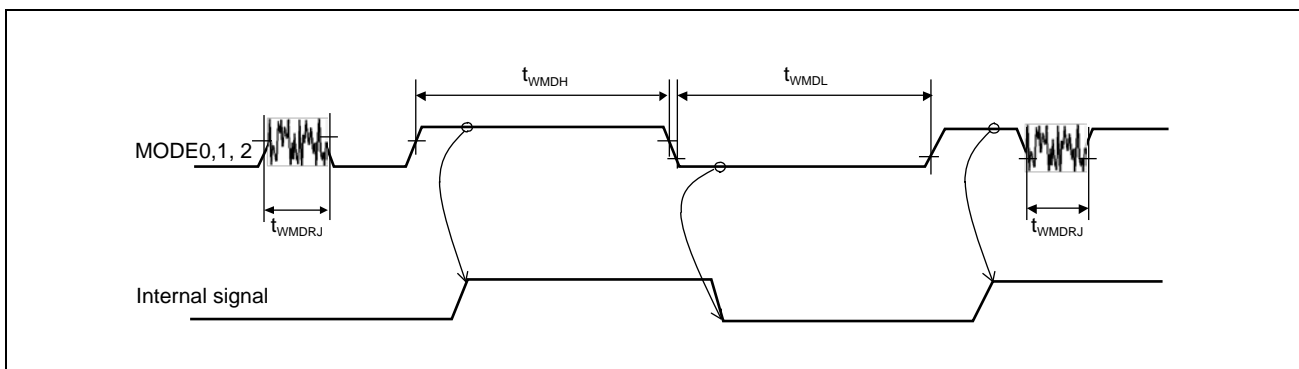 tWMDH
tWMDL
MODE0,1, 2
tWMDRJ
tWMDRJ
Internal signal